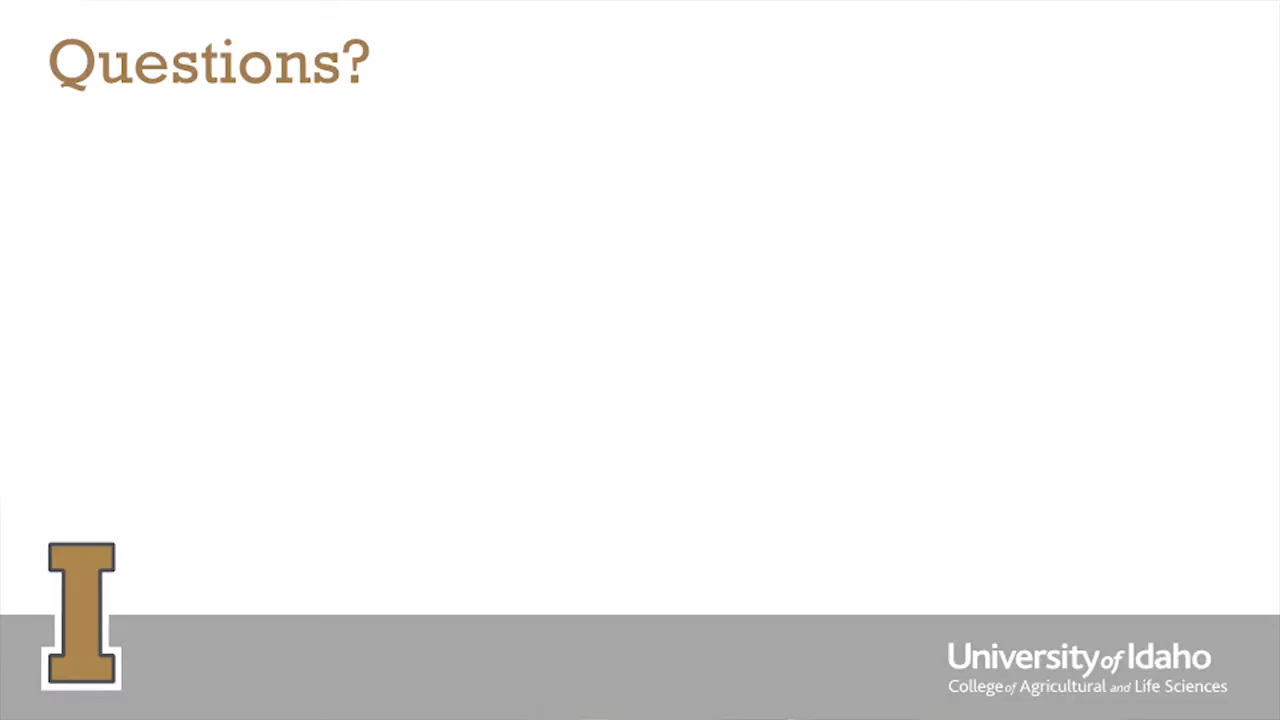 Questions?
I
University of Idaho
College of Agricultural and Life Sciences